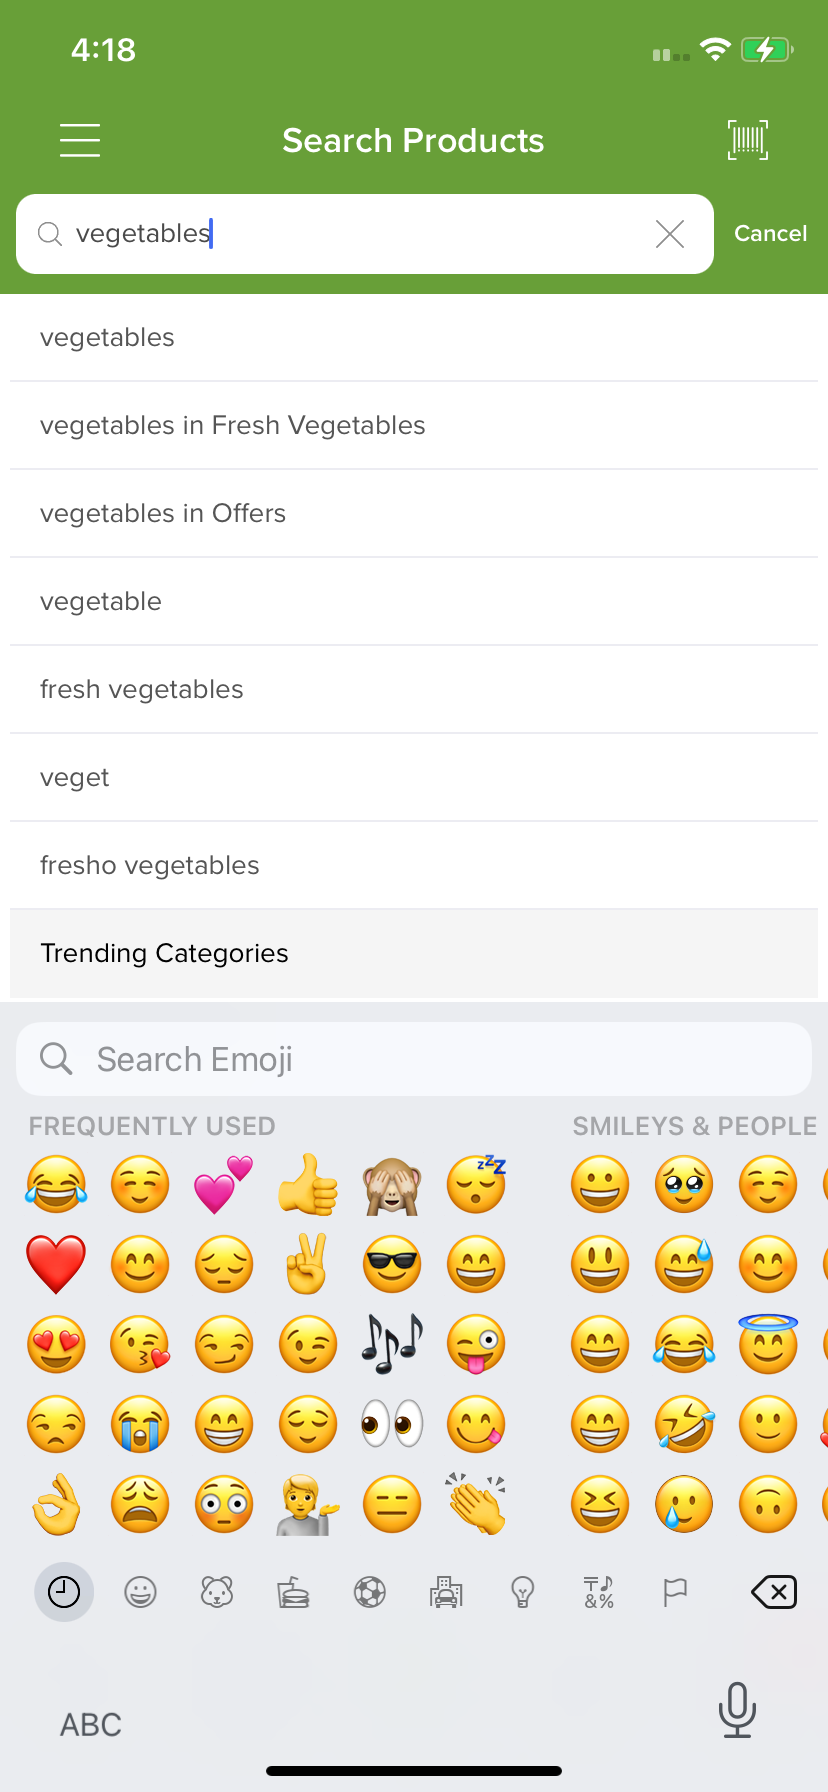 4:18
Search Products
vegetables
Cancel
vegetables
vegetables in Fresh Vegetables
vegetables in Offers
vegetable
fresh vegetables
veget
fresho vegetables
Trending Categories
Search Emoji
FREQUENTLY USED SMILEYS & PEOPLE
ABC